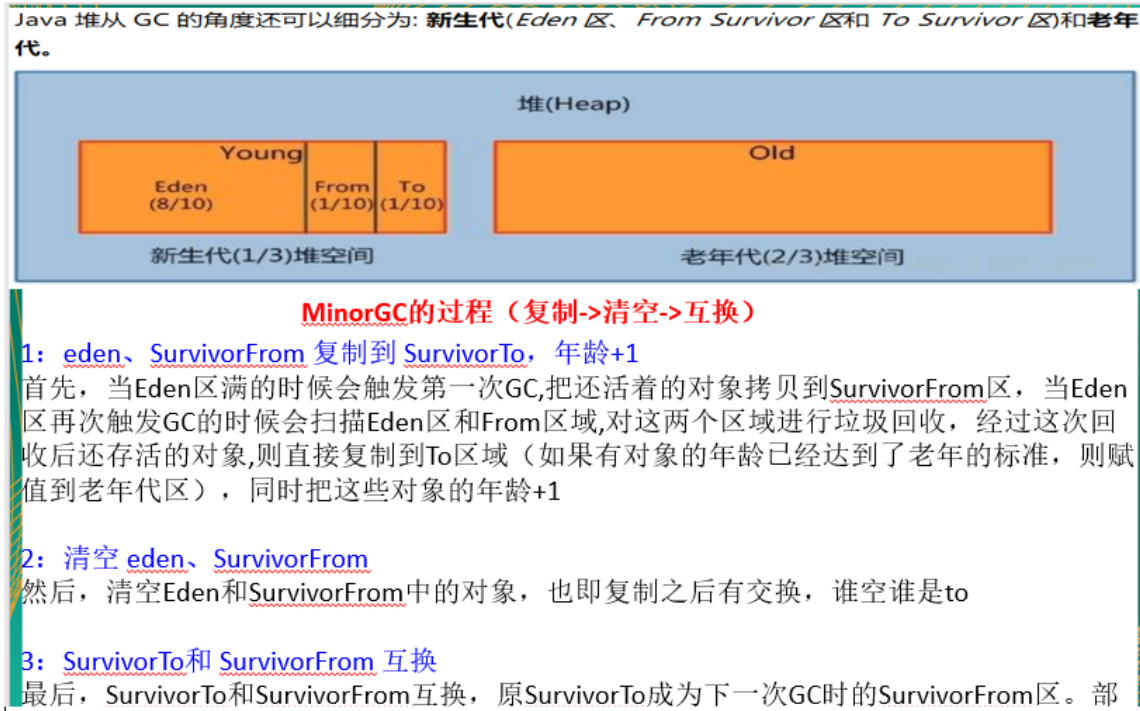 Java 堆从 GC 的角度还可以细分为: 新生代(Eden 区、From Survivor 区和 To Survivor 区)和老年
代。
堆(Heap)
Young
Old
Eden
(8/10)
From
(1/10)
To
(1/10)
新生代(1/3)堆空间
老年代(2/3)堆空间
MinorGC的过程（复制->清空->互换）
1：eden、SurvivorFrom 复制到 SurvivorTo，年龄+1
首先，当Eden区满的时候会触发第一次GC,把还活着的对象拷贝到SurvivorFrom区，当Eden
区再次触发GC的时候会扫描Eden区和From区域,对这两个区域进行垃圾回收，经过这次回
收后还存活的对象,则直接复制到To区域（如果有对象的年龄已经达到了老年的标准，则赋
值到老年代区），同时把这些对象的年龄+1
2：清空 eden、SurvivorFrom
然后，清空Eden和SurvivorFrom中的对象，也即复制之后有交换，谁空谁是to
3：SurvivorTo和 SurvivorFrom 互换
最后，SurvivorTo和SurvivorFrom互换，原SurvivorTo成为下一次GC时的SurvivorFrom区。部